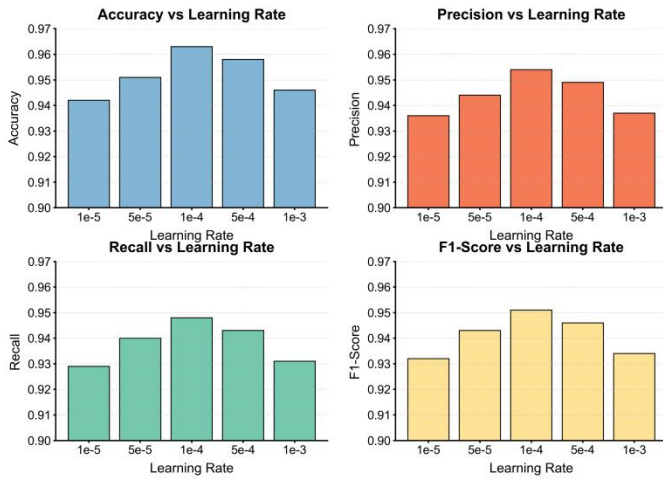 Accuracy vs Learning Rate
0.97
0.96
0.95
0.94
0.93
0.92
0.91
0.90
Accuracy
1e-5 5e-5 1e-4 5e-4 1e-3
Learning Rate
Precision vs Learning Rate
0.97
0.96
0.95
0.94
0.93
0.92
0.91
0.90
Precision
1e-5 5e-5 1e-4 5e-4 1e-3
Learning Rate
Recall vs Learning Rate
0.97
0.96
0.95
0.94
0.93
0.92
0.91
0.90
Recall
1e-5 5e-5 1e-4 5e-4 1e-3
Learning Rate
F1-Score vs Learning Rate
0.97
0.96
0.95
0.94
0.93
0.92
0.91
0.90
F1-Score
1e-5 5e-5 1e-4 5e-4 1e-3
Learning Rate